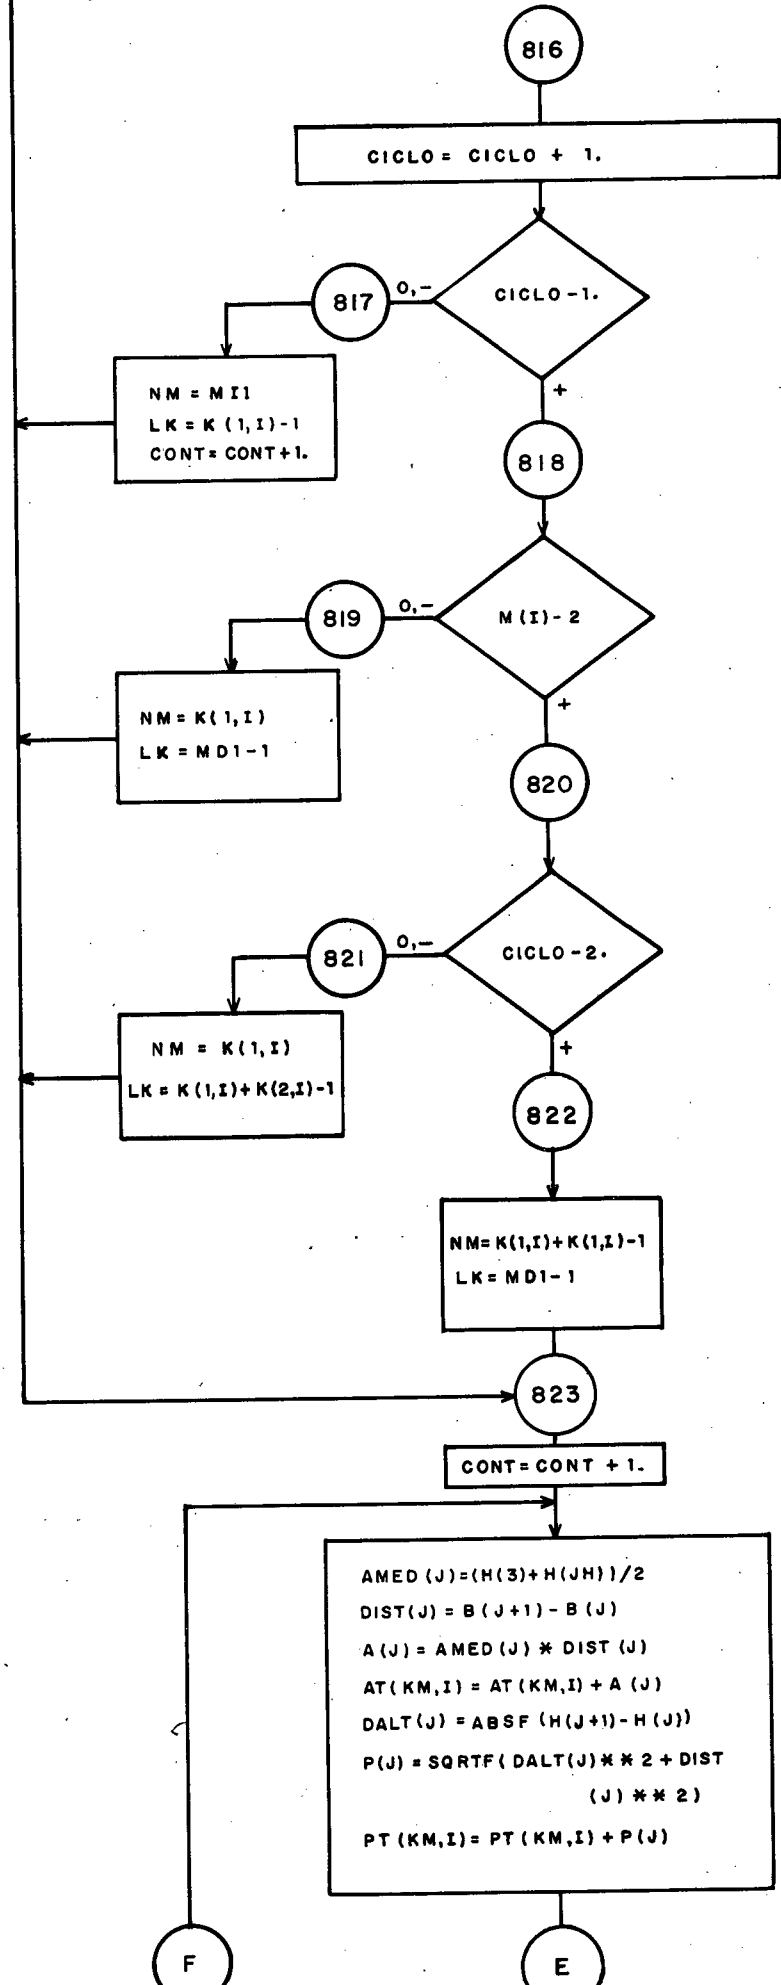 816
CICLO = CICLO + 1.
CICLO - 1.
0,-
817
+
NM = MI1
LK = K (1,I)-1
CONT= CONT+1.
818
M(I)- 2
0,-
819
+
NM= K(1,I)
LK = MD1-1
820
CICLO - 2.
0,-
821
+
NM = K(1,I)
LK = K(1,I)+K(2,I)-1
822
NM= K(1,I)+K(1,I)-1
LK= MD1-1
823
CONT= CONT + 1.
AMED (J)=(H(3)+H(JH))/2
DIST(J) = B(J+1)- B(J)
A(J) = AMED(J) * DIST (J)
AT(KM,I) = AT(KM,I)+ A (J)
DALT(J) = ABSF (H(J+1)-H(J))
P(J) = SQRTF( DALT(J)* * 2 + DIST
(J) * * 2)
PT (KM,I)= PT (KM,I) + P(J)
F
E